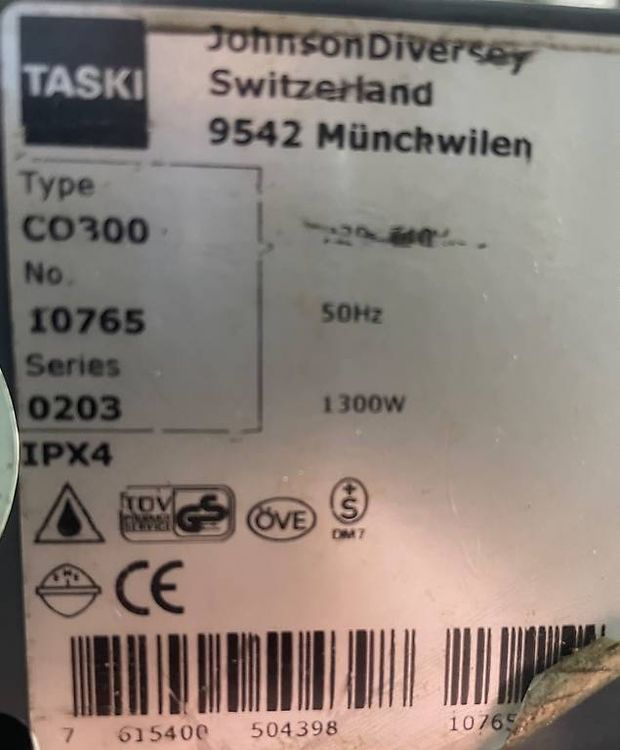 TASKI
JohnsonDiversey
Switzerland
9542 Münchwilen
Type
CO300
No.
10765
50Hz
Series
0203
1300W
IPX4
TÜV
GS
ÖVE
+
S
DM7
CE
7 615400 504398
10765